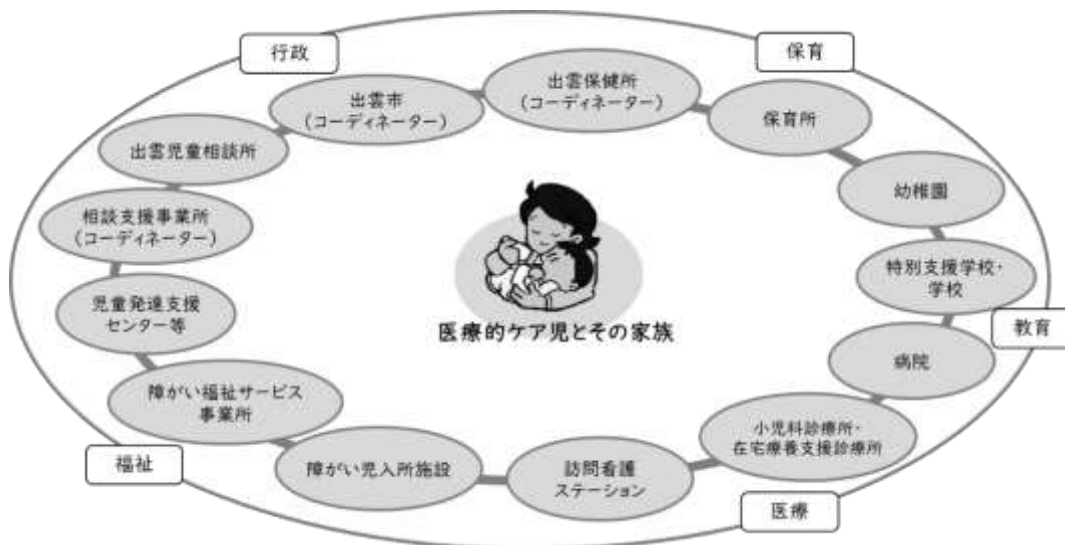 行政
保育
出雲保健所
(コーディネーター)
出雲市
(コーディネーター)
保育所
出雲児童相談所
幼稚園
相談支援事業所
(コーディネーター)
特別支援学校・
学校
児童発達支援
センター等
教育
医療的ケア児とその家族
病院
障がい福祉サービス
事業所
小児科診療所・
在宅療養支援診療所
福祉
障がい児入所施設
訪問看護
ステーション
医療